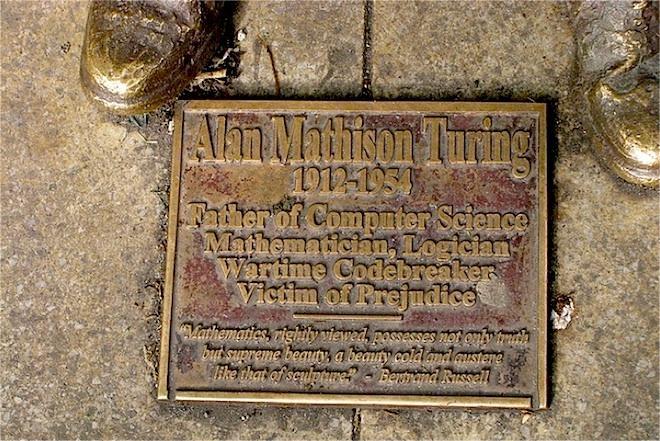 Alan Mathison Turing
1912-1954
Father of Computer Science
Mathematician, Logician
Wartime Codebreaker
Victim of Prejudice
"Mathematics, rightly viewed, possesses not only truth
but supreme beauty, a beauty cold and austere
like that of sculpture" - Bertrand Russell